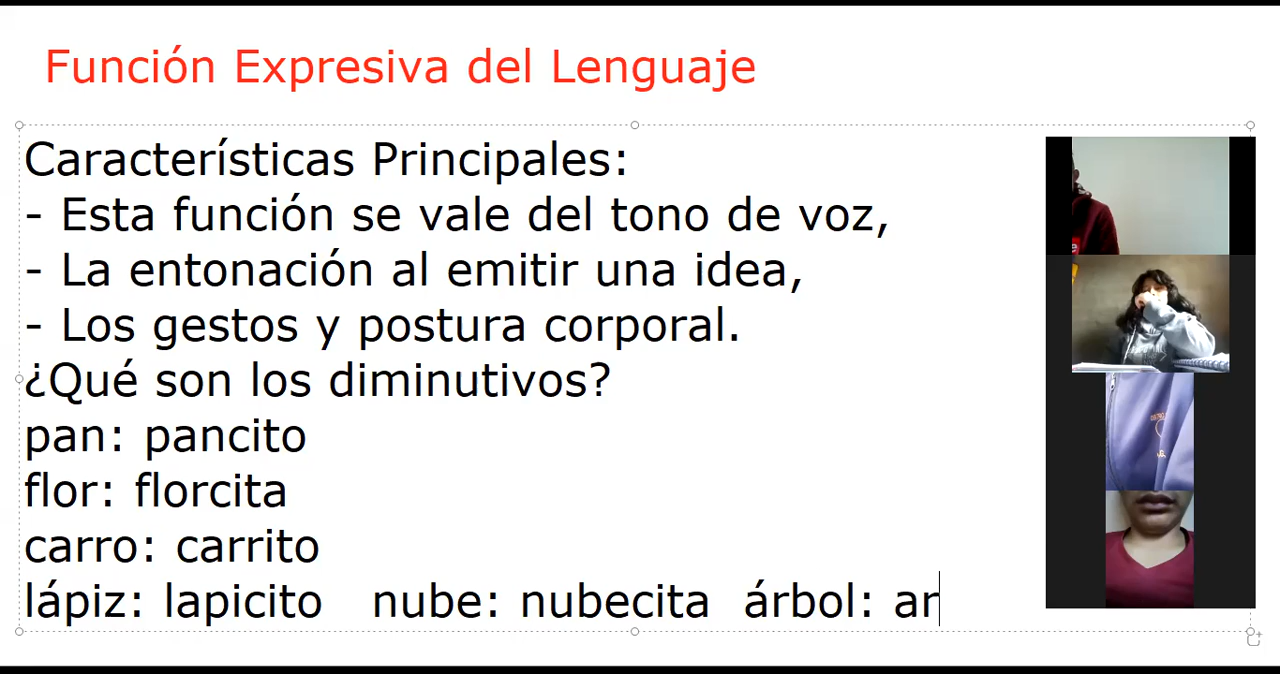 Función Expresiva del Lenguaje
Características Principales:
- Esta función se vale del tono de voz,
- La entonación al emitir una idea,
- Los gestos y postura corporal.
¿Qué son los diminutivos?
pan: pancito
flor: florcita
carro: carrito
lápiz: lapicito   nube: nubecita  árbol: ar